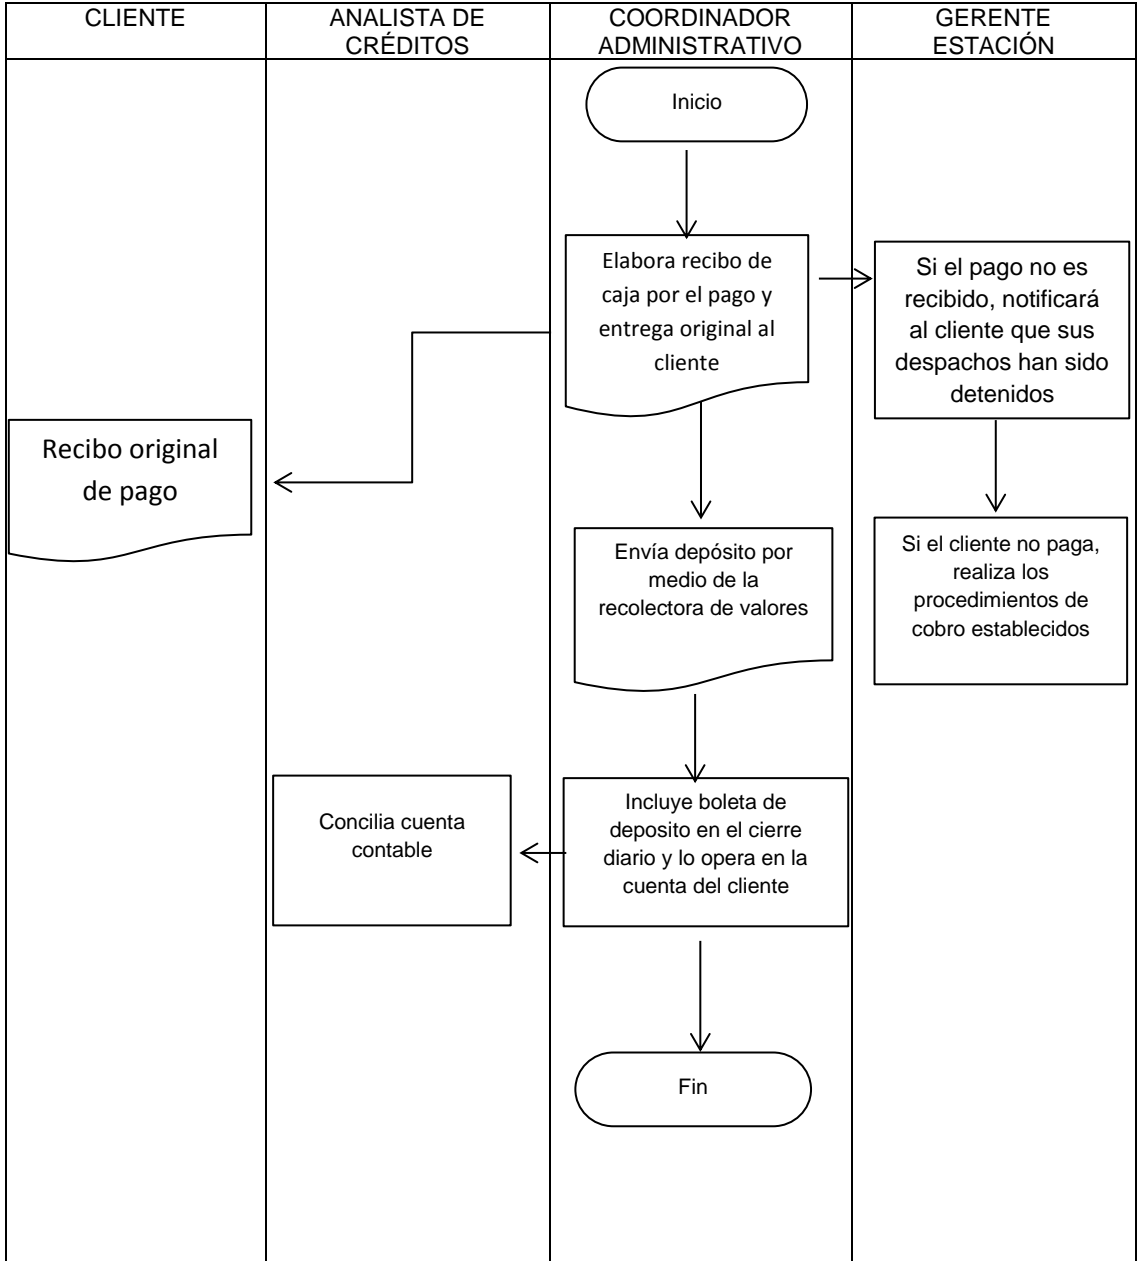 CLIENTE
ANALISTA DE
CRÉDITOS
COORDINADOR
ADMINISTRATIVO
GERENTE
ESTACIÓN
Inicio
Elabora recibo de
caja por el pago y
entrega original al
cliente
Si el pago no es
recibido, notificará
al cliente que sus
despachos han sido
detenidos
Recibo original
de pago
Envía depósito por
medio de la
recolectora de valores
Si el cliente no paga,
realiza los
procedimientos de
cobro establecidos
Concilia cuenta
contable
Incluye boleta de
deposito en el cierre
diario y lo opera en la
cuenta del cliente
Fin